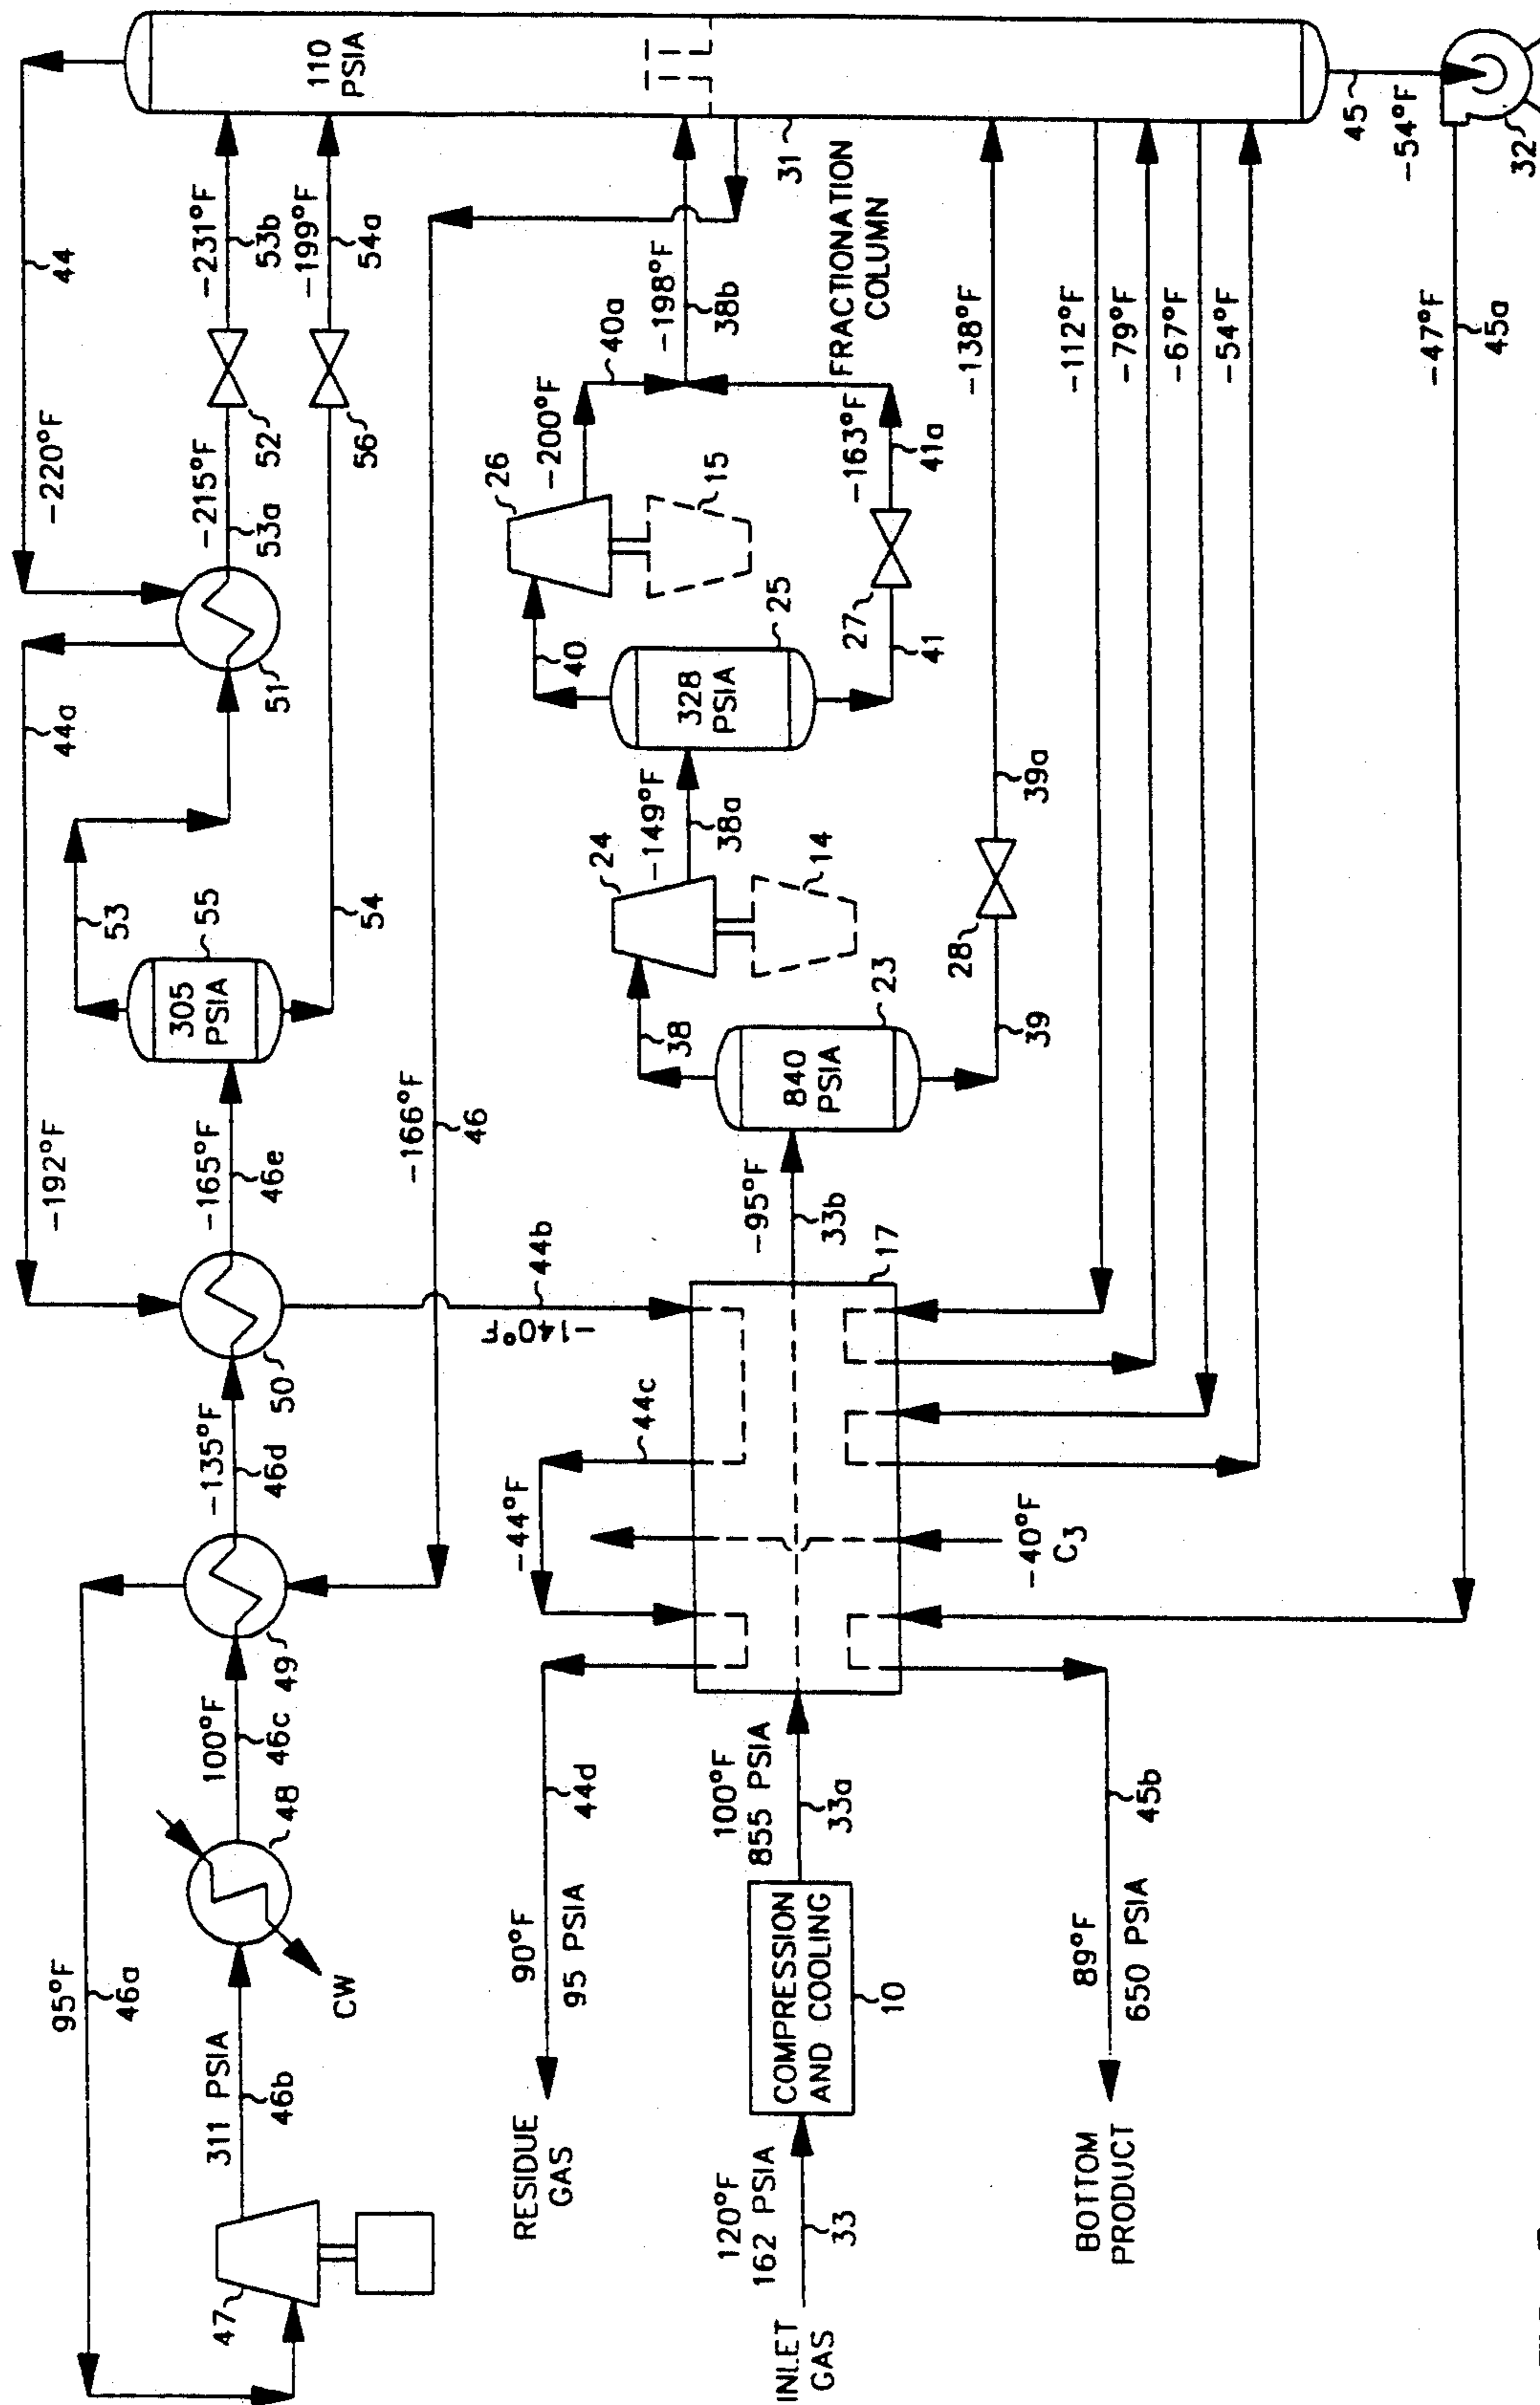 95°F
46a
311 PSIA
46b
47
CW
48
100°F
46c
49
-135°F
46d
50
-165°F
46e
-192°F
44a
305
PSIA
55
53
54
51
-220°F
44
-215°F
53a
52
-231°F
53b
56
-199°F
54a
110
PSIA
-166°F
46
-140°F
44b
44c
-44°F
-40°F
C3
RESIDUE
GAS
90°F
95 PSIA
44d
INLET
GAS
120°F
162 PSIA
33
COMPRESSION
AND COOLING
10
100°F
855 PSIA
33a
17
-95°F
33b
840
PSIA
23
38
39
24
14
-149°F
38a
328
PSIA
25
40
41
26
15
-200°F
40a
27
-163°F
41a
-198°F
38b
31
FRACTIONATION
COLUMN
28
39a
-138°F
-112°F
-79°F
-67°F
-54°F
BOTTOM
PRODUCT
89°F
650 PSIA
45b
-47°F
45a
45
-54°F
32